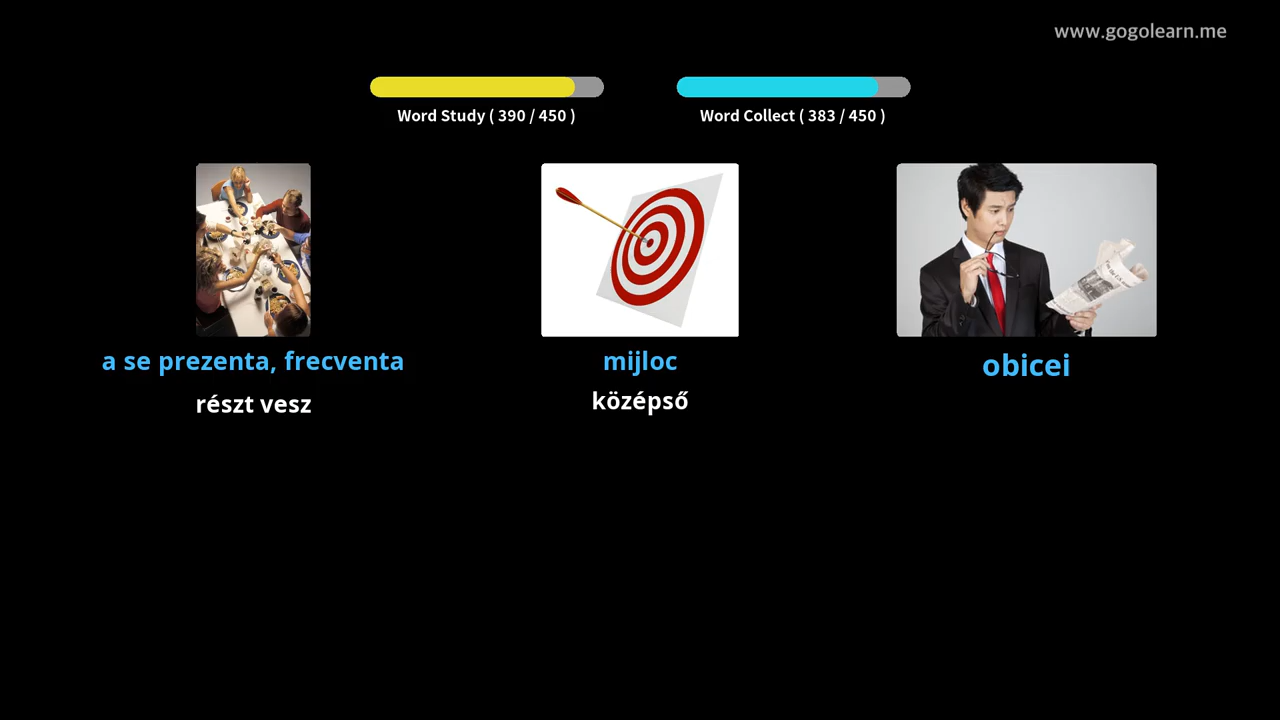 www.gogolearn.me
Word Study ( 390 / 450 )
Word Collect ( 383 / 450 )
a se prezenta, frecventa
részt vesz
mijloc
középső
obicei